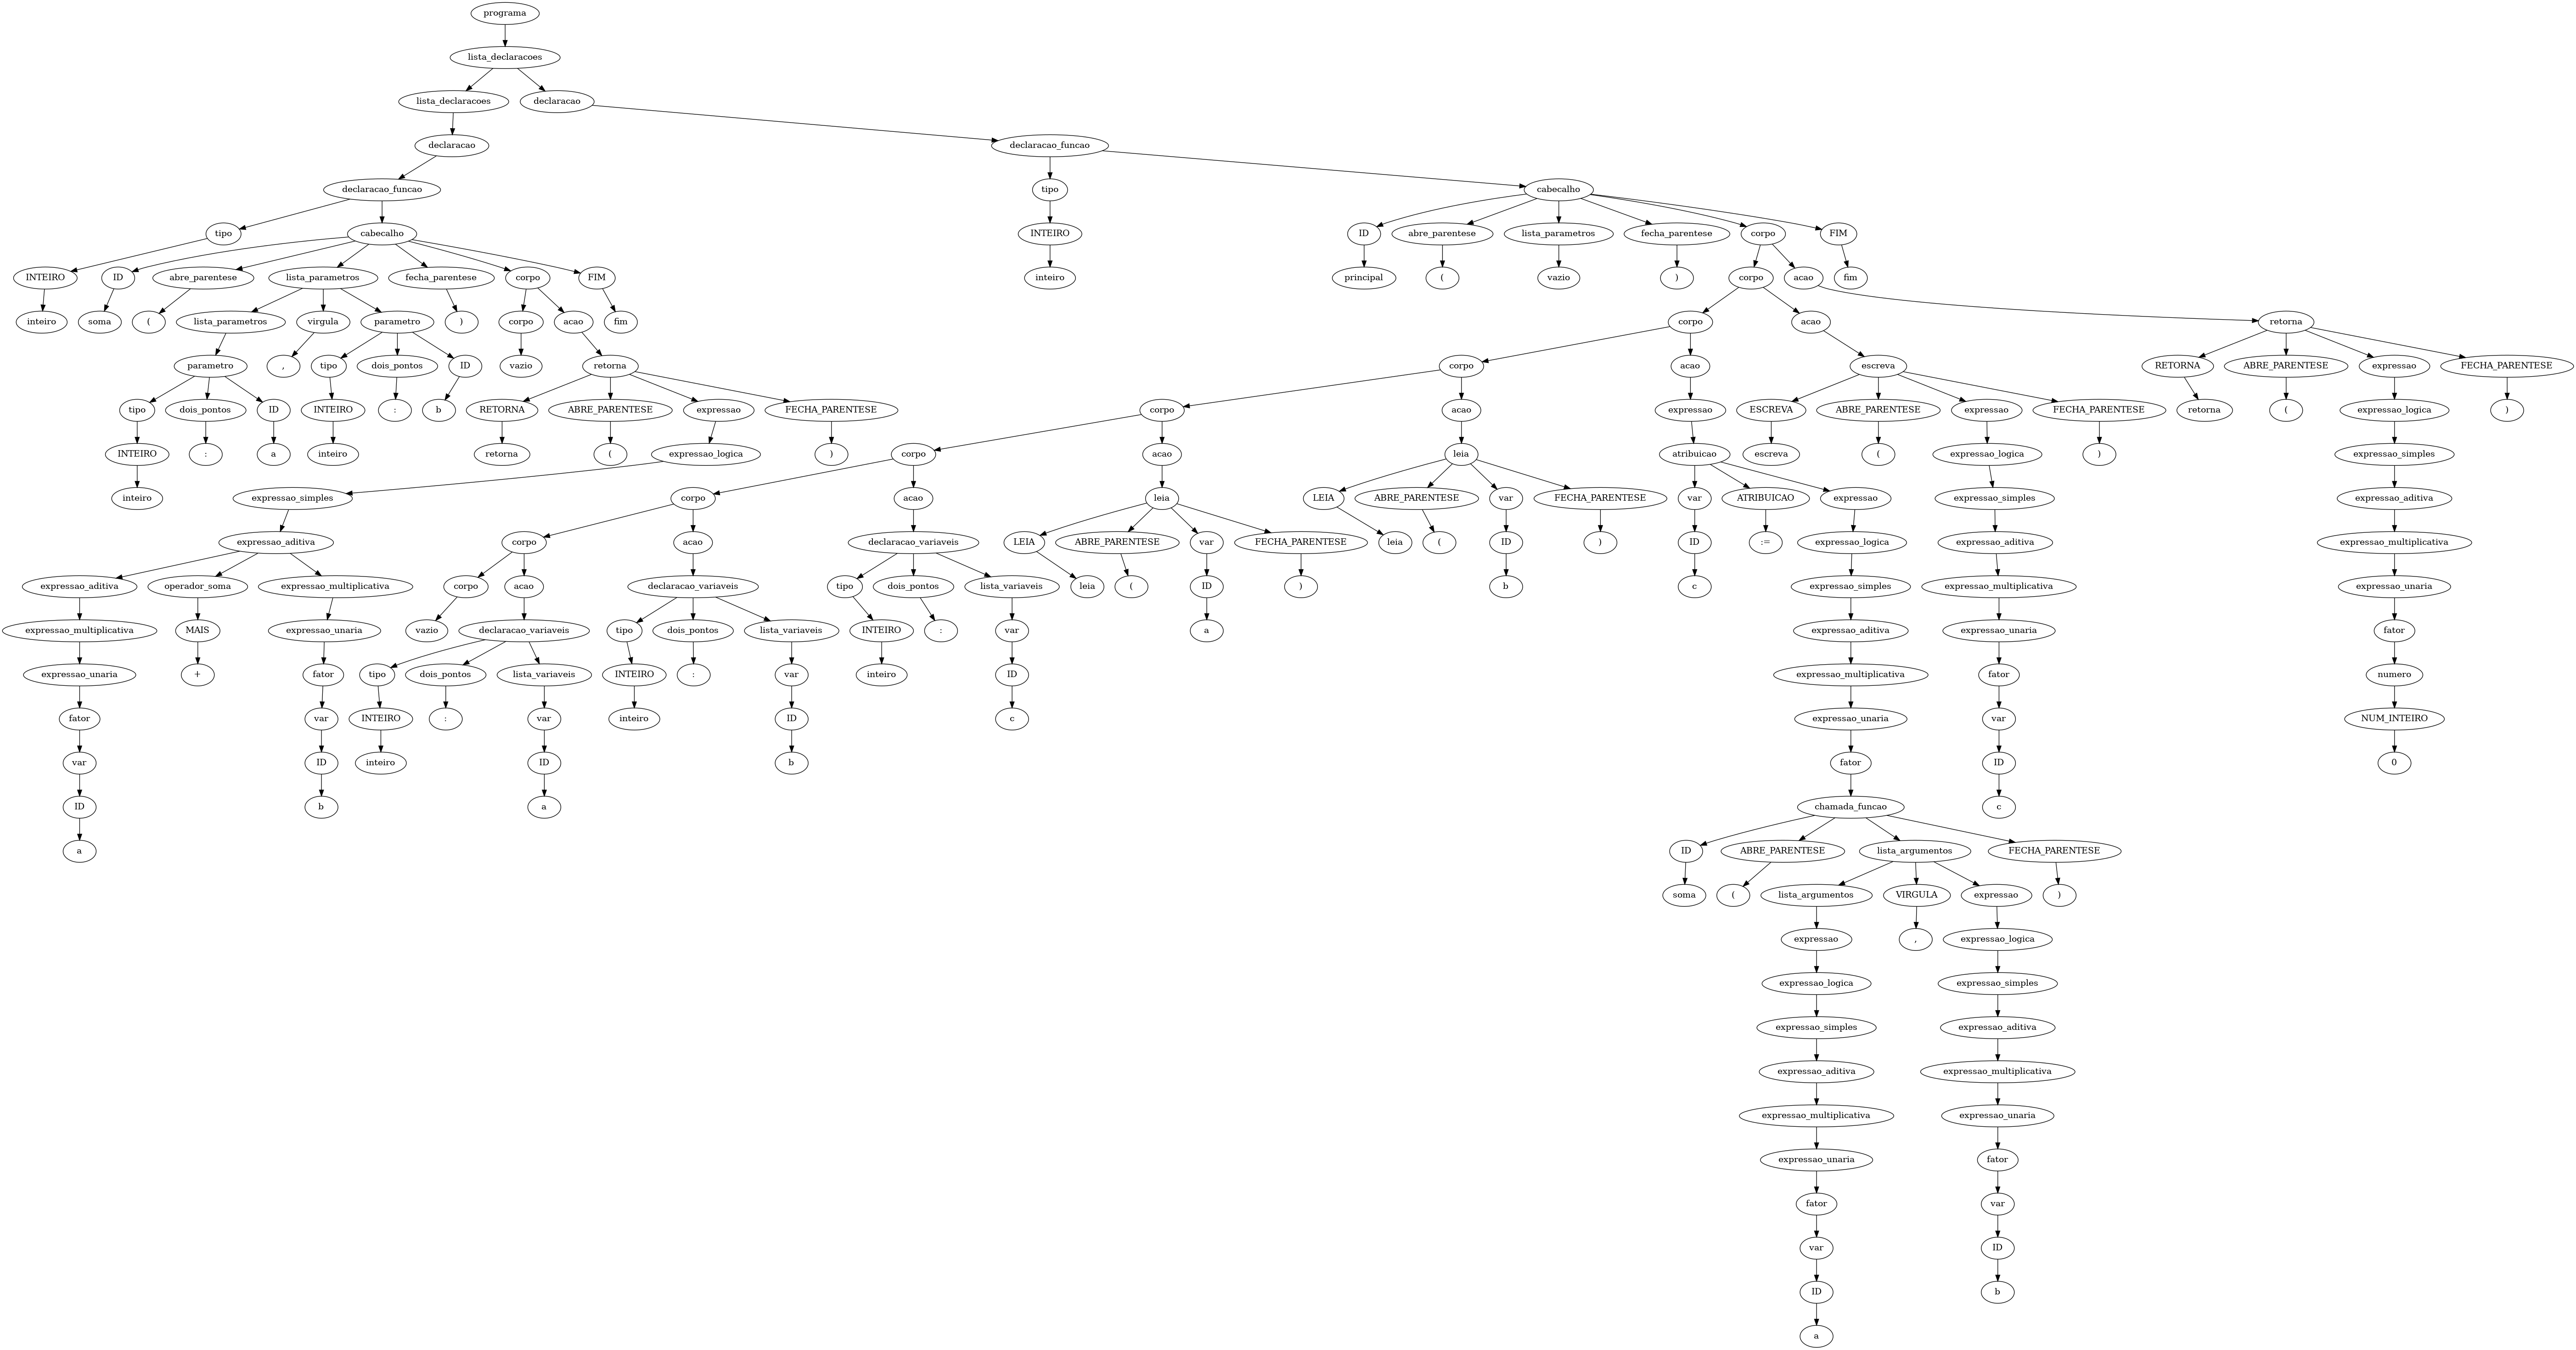 programa
lista_declaracoes
lista_declaracoes declaracao
declaracao declaracao_funcao
declaracao_funcao tipo cabecalho
tipo cabecalho INTEIRO ID abre_parentese lista_parametros fecha_parentese corpo FIM
INTEIRO ID abre_parentese lista_parametros fecha_parentese corpo FIM inteiro principal ( vazio ) corpo acao fim
inteiro soma ( lista_parametros virgula parametro ) corpo acao fim corpo acao retorna
parametro , tipo dois_pontos ID vazio retorna corpo acao escreva RETORNA ABRE_PARENTESE expressao FECHA_PARENTESE
tipo dois_pontos ID INTEIRO : b RETORNA ABRE_PARENTESE expressao FECHA_PARENTESE corpo acao expressao ESCREVA ABRE_PARENTESE expressao FECHA_PARENTESE retorna ( expressao_logica )
INTEIRO : a inteiro retorna ( expressao_logica ) corpo acao leia atribuicao escreva ( expressao_logica ) expressao_simples
inteiro expressao_simples corpo acao leia LEIA ABRE_PARENTESE var FECHA_PARENTESE var ATRIBUICAO expressao expressao_simples expressao_aditiva
expressao_aditiva corpo acao declaracao_variaveis LEIA ABRE_PARENTESE var FECHA_PARENTESE leia ( ID ) ID := expressao_logica expressao_aditiva expressao_multiplicativa
expressao_aditiva operador_soma expressao_multiplicativa corpo acao declaracao_variaveis tipo dois_pontos lista_variaveis leia ( ID ) b c expressao_simples expressao_multiplicativa expressao_unaria
expressao_multiplicativa MAIS expressao_unaria vazio declaracao_variaveis tipo dois_pontos lista_variaveis INTEIRO : var a expressao_aditiva expressao_unaria fator
expressao_unaria + fator tipo dois_pontos lista_variaveis INTEIRO : var inteiro ID expressao_multiplicativa fator numero
fator var INTEIRO : var inteiro ID c expressao_unaria var NUM_INTEIRO
var ID inteiro ID b fator ID 0
ID b a chamada_funcao c
a ID ABRE_PARENTESE lista_argumentos FECHA_PARENTESE
soma ( lista_argumentos VIRGULA expressao )
expressao , expressao_logica
expressao_logica expressao_simples
expressao_simples expressao_aditiva
expressao_aditiva expressao_multiplicativa
expressao_multiplicativa expressao_unaria
expressao_unaria fator
fator var
var ID
ID b
a